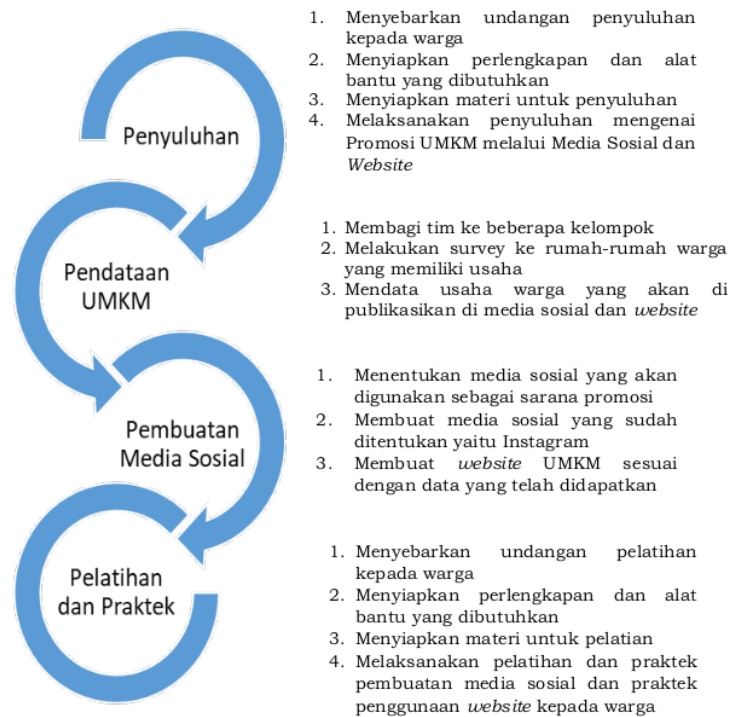 Penyuluhan
1. Menyebarkan undangan penyuluhan
kepada warga
2. Menyiapkan perlengkapan dan alat
bantu yang dibutuhkan
3. Menyiapkan materi untuk penyuluhan
4. Melaksanakan penyuluhan mengenai
Promosi UMKM melalui Media Sosial dan
Website
Pendataan
UMKM
1. Membagi tim ke beberapa kelompok
2. Melakukan survey ke rumah-rumah warga
yang memiliki usaha
3. Mendata usaha warga yang akan di
publikasikan di media sosial dan website
Pembuatan
Media Sosial
1. Menentukan media sosial yang akan
digunakan sebagai sarana promosi
2. Membuat media sosial yang sudah
ditentukan yaitu Instagram
3. Membuat website UMKM sesuai
dengan data yang telah didapatkan
Pelatihan
dan Praktek
1. Menyebarkan undangan pelatihan
kepada warga
2. Menyiapkan perlengkapan dan alat
bantu yang dibutuhkan
3. Menyiapkan materi untuk pelatian
4. Melaksanakan pelatihan dan praktek
pembuatan media sosial dan praktek
penggunaan website kepada warga